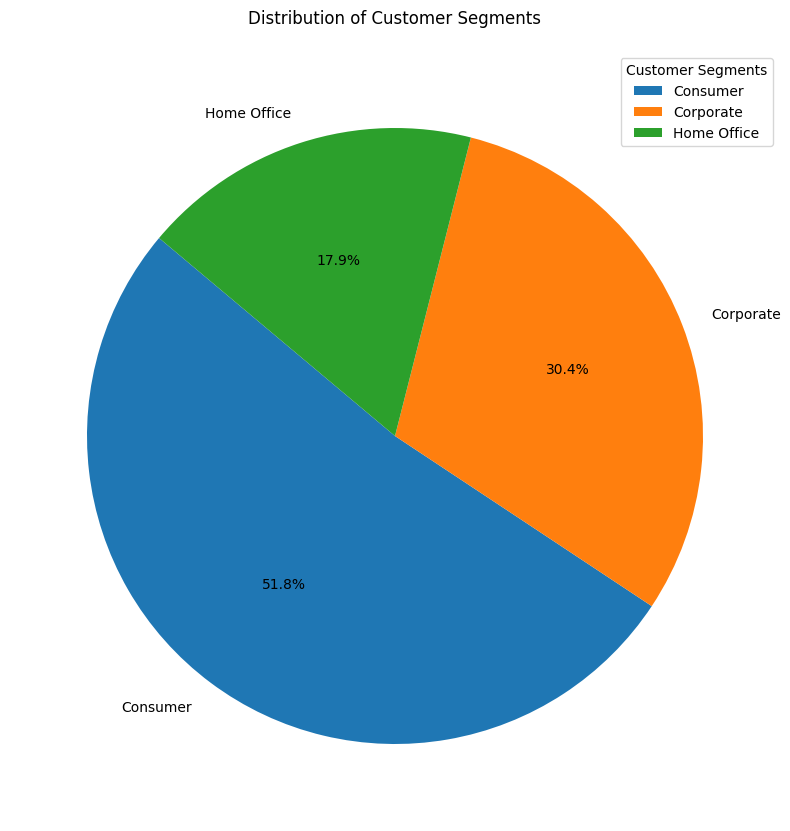 Distribution of Customer Segments
Customer Segments
Consumer
Corporate
Home Office
Home Office
17.9%
Corporate
30.4%
51.8%
Consumer